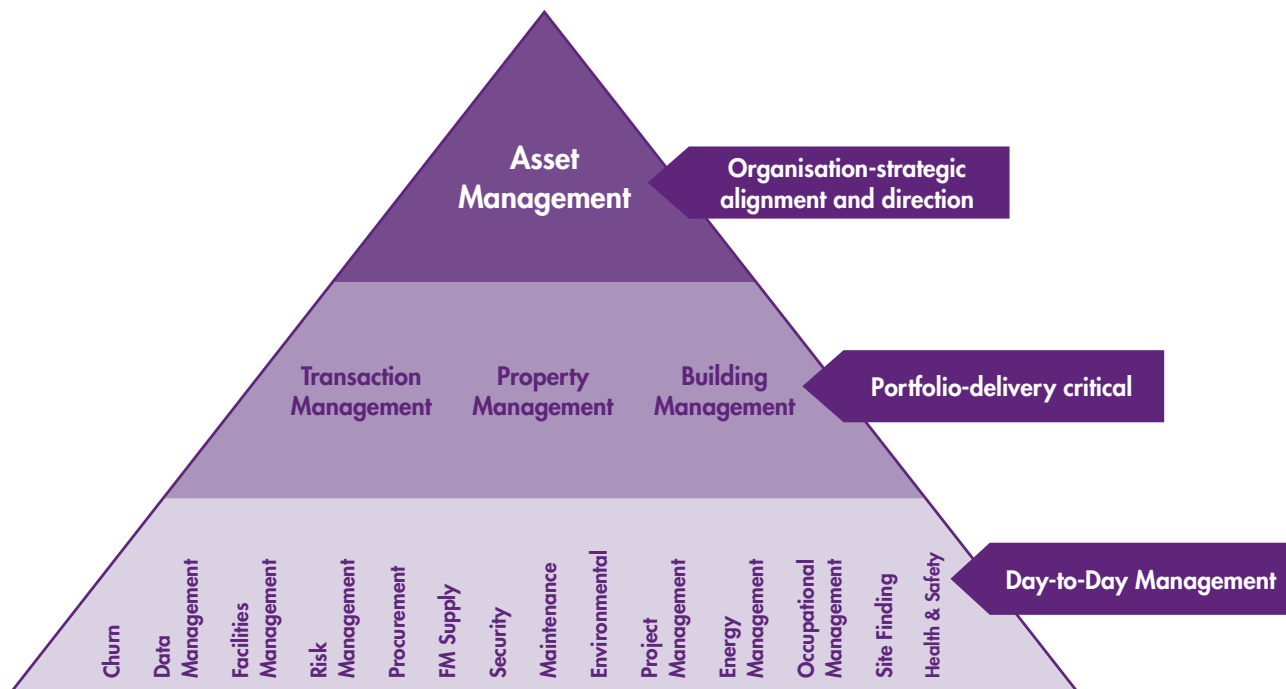 Asset
Management
Organisation-strategic
alignment and direction
Transaction
Management
Property
Management
Building
Management
Portfolio-delivery critical
Churn
Data
Management
Facilities
Management
Risk
Management
Procurement
FM Supply
Security
Maintenance
Environmental
Project
Management
Energy
Management
Occupational
Management
Site Finding
Health & Safety
Day-to-Day Management